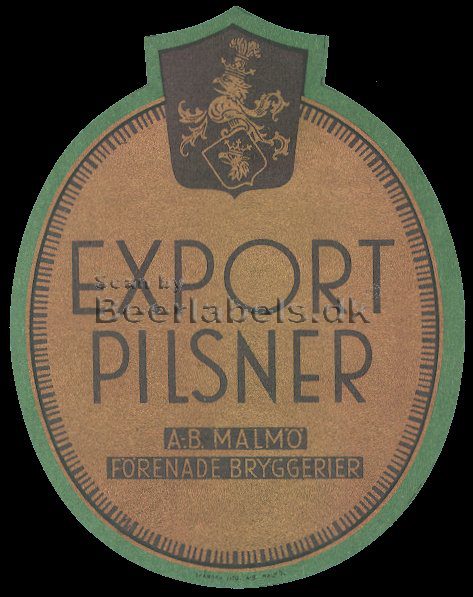 EXPORT
Scan by
Beerlabels.dk
PILSNER
A-B. MALMÖ
FÖRENADE BRYGGERIER